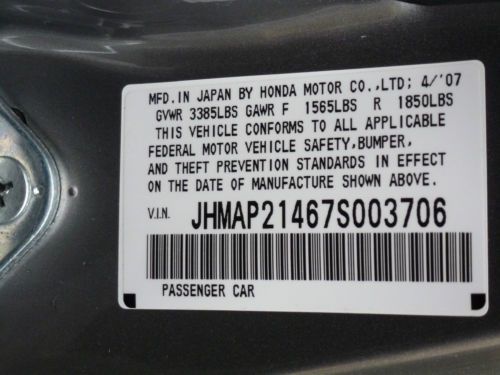 MFD.IN JAPAN BY HONDA MOTOR CO.,LTD; 4/'07
GVWR 3385LBS GAWR F 1565LBS R 1850LBS
THIS VEHICLE CONFORMS TO ALL APPLICABLE
FEDERAL MOTOR VEHICLE SAFETY,BUMPER,
AND THEFT PREVENTION STANDARDS IN EFFECT
ON THE DATE OF MANUFACTURE SHOWN ABOVE.
V.I.N. JHMAP21467S003706
PASSENGER CAR